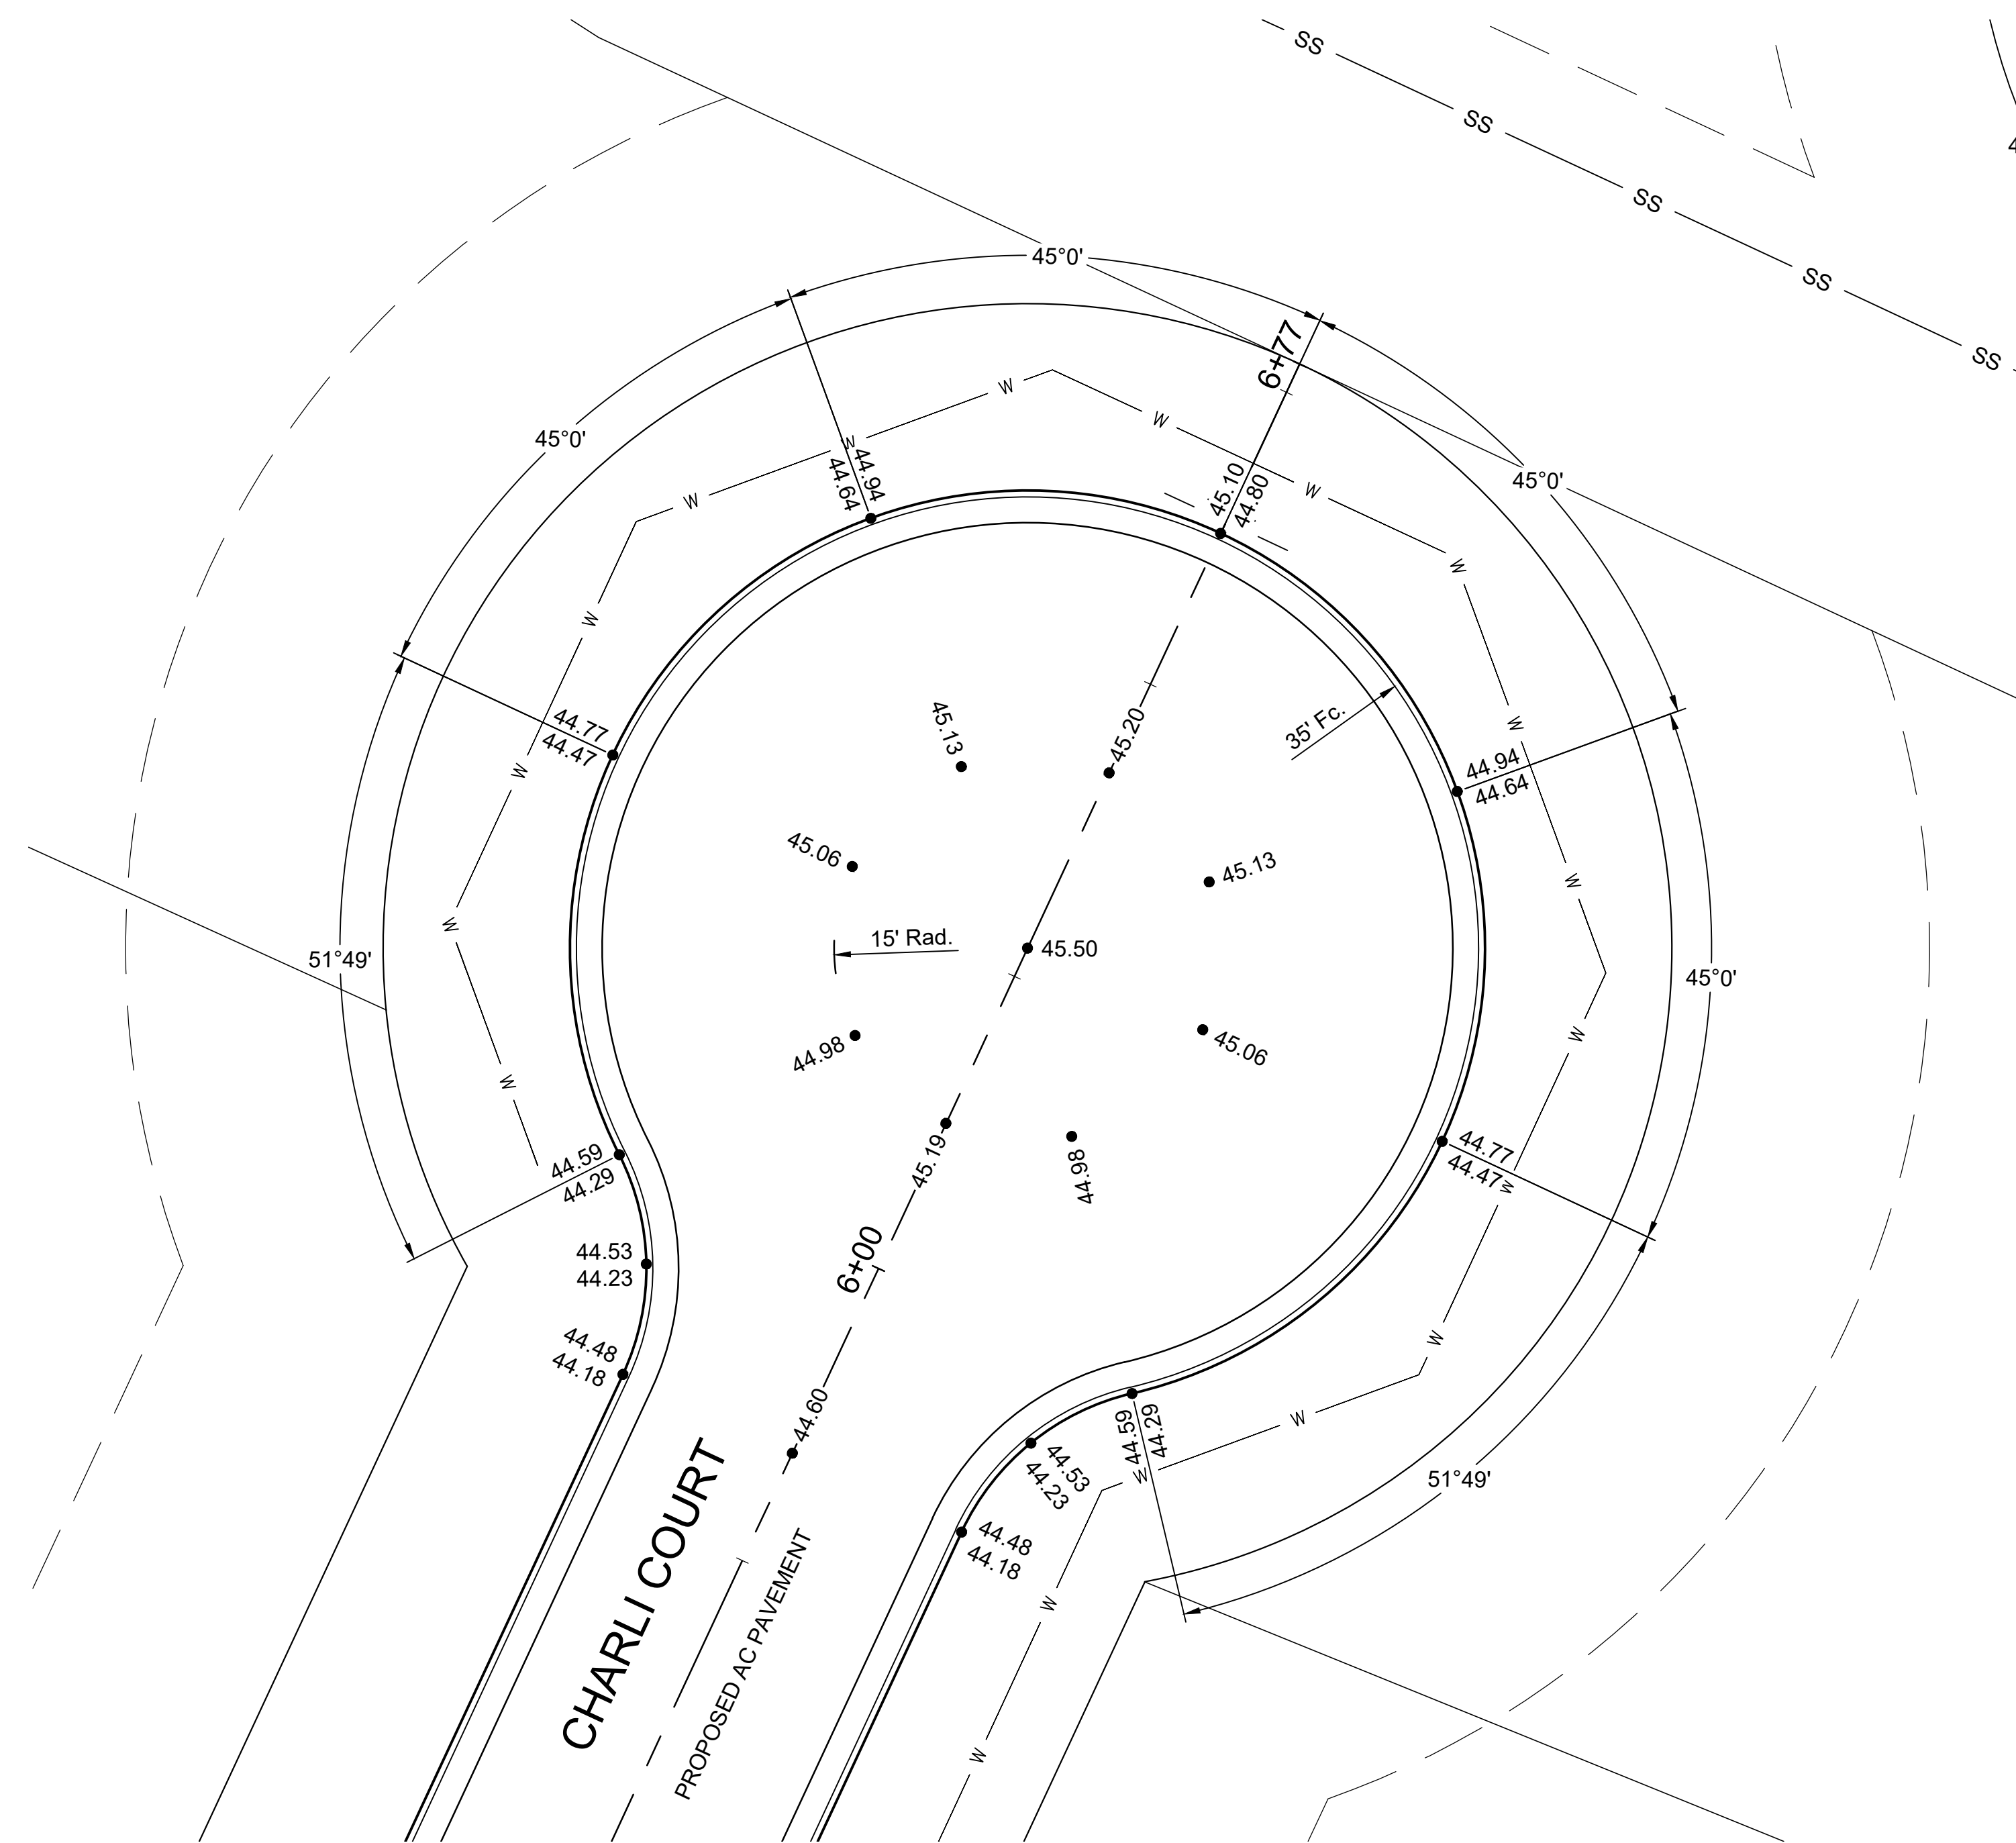 SS
SS
SS
SS
SS
4
45°0'
6+77
45°0'
45°0'
W
W
W
W
44.94
44.64
45.10
44.80
W
W
W
W
44.77
44.47
45.13
45.20
35' Fc.
W
44.94
44.64
W
45.06
45.13
W
W
15' Rad.
45.50
51°49'
45°0'
W
44.98
45.06
W
44.59
44.29
45.19
44.98
44.77
44.47
W
44.53
44.23
6+00
44.48
44.18
W
44.60
44.59
44.29
W
W
44.53
44.23
51°49'
44.48
44.18
CHARLI COURT
PROPOSED AC PAVEMENT
W
W